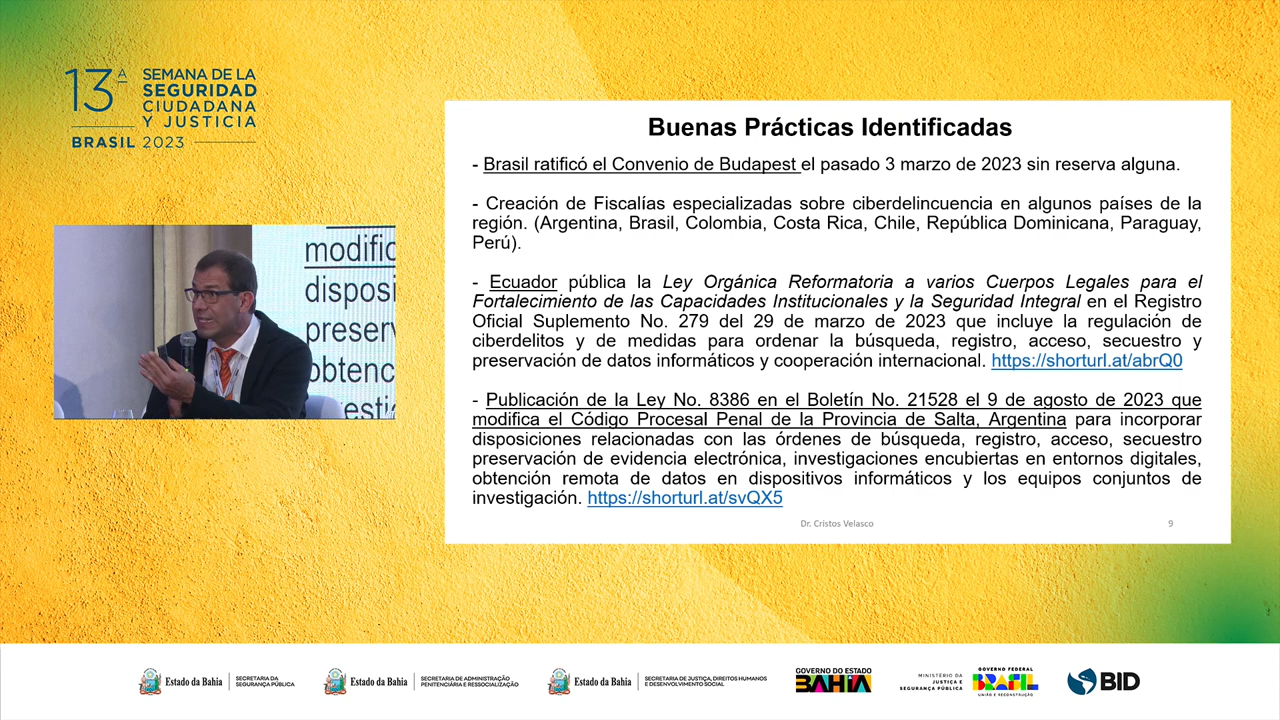 13ª SEMANA DE LA
SEGURIDAD
CIUDADANA
Y JUSTICIA
BRASIL 2023
modific
disposi
preserv
obtenc
esti
Buenas Prácticas Identificadas
- Brasil ratificó el Convenio de Budapest el pasado 3 marzo de 2023 sin reserva alguna.
- Creación de Fiscalías especializadas sobre ciberdelincuencia en algunos países de la
región. (Argentina, Brasil, Colombia, Costa Rica, Chile, República Dominicana, Paraguay,
Perú).
- Ecuador pública la Ley Orgánica Reformatoria a varios Cuerpos Legales para el
Fortalecimiento de las Capacidades Institucionales y la Seguridad Integral en el Registro
Oficial Suplemento No. 279 del 29 de marzo de 2023 que incluye la regulación de
ciberdelitos y de medidas para ordenar la búsqueda, registro, acceso, secuestro y
preservación de datos informáticos y cooperación internacional. https://shorturl.at/abrQ0
- Publicación de la Ley No. 8386 en el Boletín No. 21528 el 9 de agosto de 2023 que
modifica el Código Procesal Penal de la Provincia de Salta, Argentina para incorporar
disposiciones relacionadas con las órdenes de búsqueda, registro, acceso, secuestro
preservación de evidencia electrónica, investigaciones encubiertas en entornos digitales,
obtención remota de datos en dispositivos informáticos y los equipos conjuntos de
investigación. https://shorturl.at/svQX5
Dr. Cristos Velasco 9
Estado da Bahia SECRETARIA DA
SEGURANÇA PÚBLICA
Estado da Bahia SECRETARIA DE ADMINISTRAÇÃO
PENITENCIÁRIA E RESSOCIALIZAÇÃO
Estado da Bahia SECRETARIA DE JUSTIÇA, DIREITOS HUMANOS
E DESENVOLVIMENTO SOCIAL
GOVERNO DO ESTADO
BAHIA
MINISTÉRIO DA
JUSTIÇA E
SEGURANÇA PÚBLICA
GOVERNO FEDERAL
BRASIL
UNIÃO E RECONSTRUÇÃO
BID